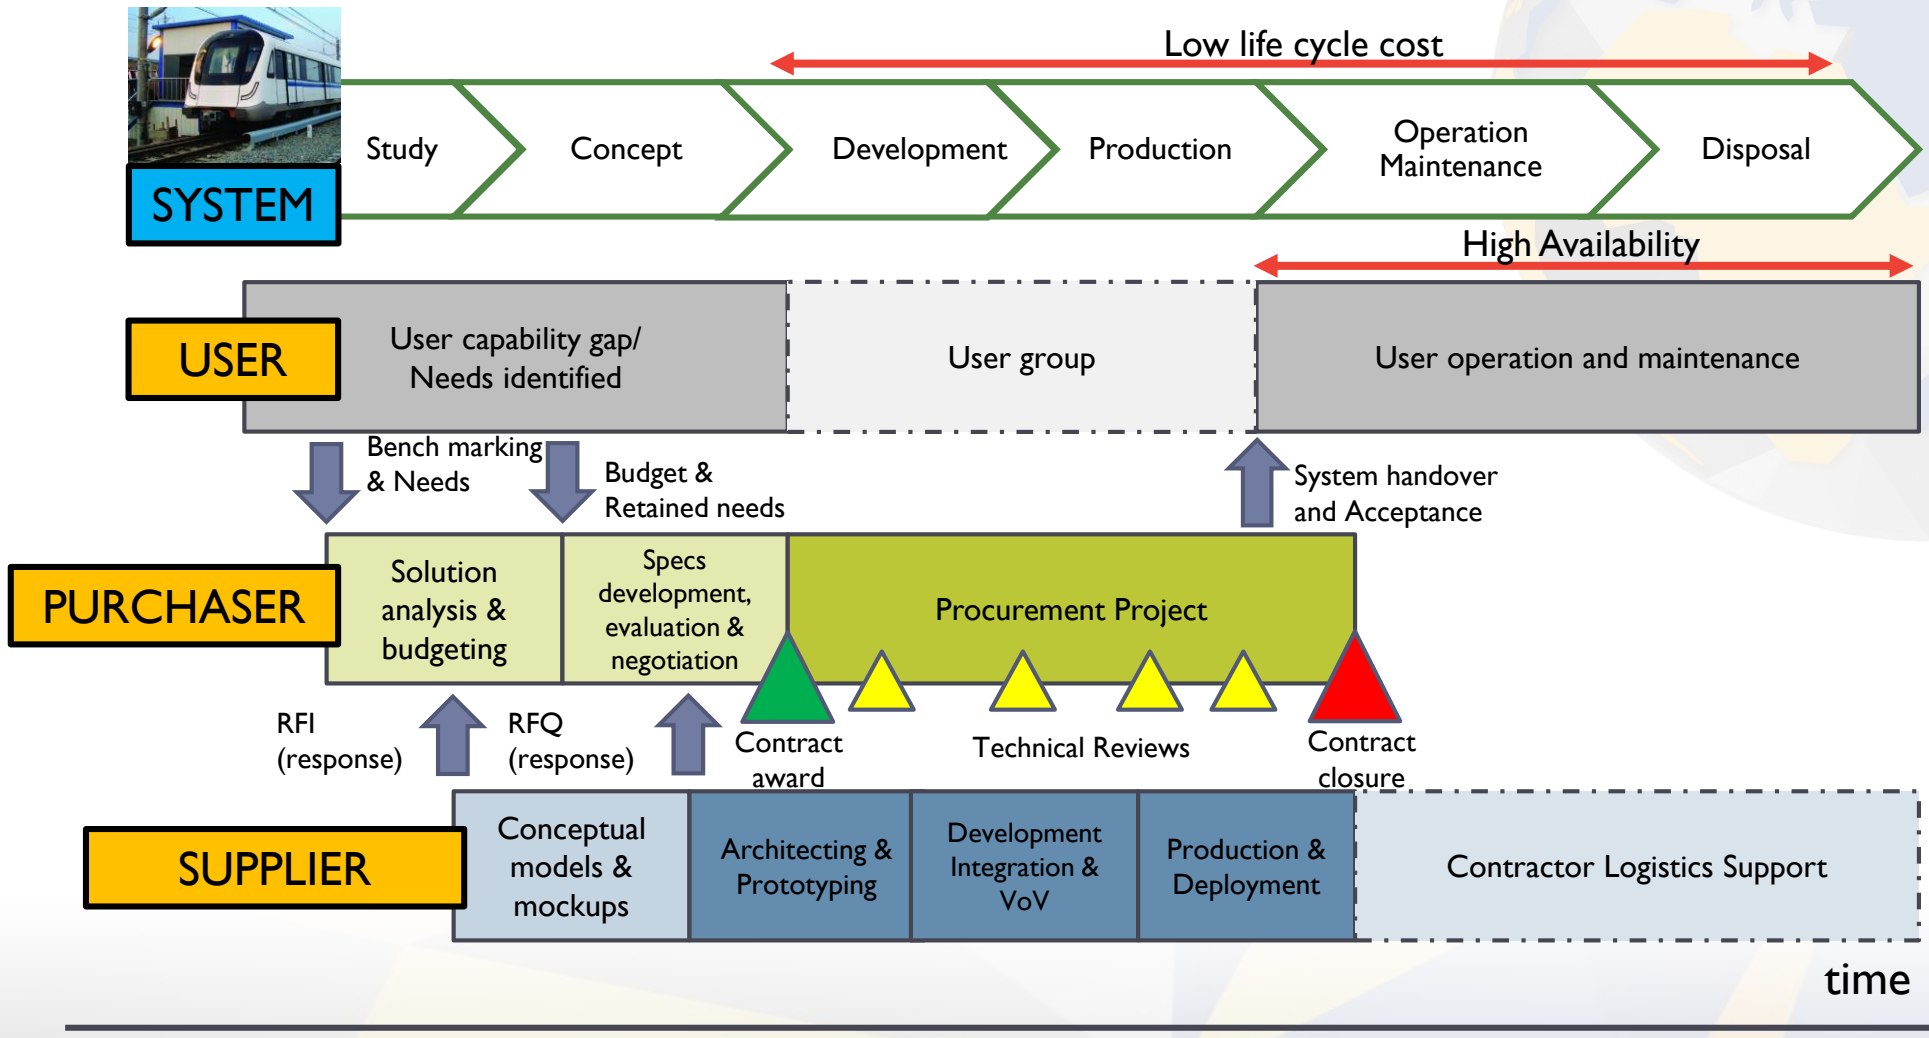 Low life cycle cost
Study
Concept
Development
Production
Operation
Maintenance
Disposal
SYSTEM
High Availability
USER
User capability gap/
Needs identified
User group
User operation and maintenance
Bench marking
& Needs
Budget &
Retained needs
System handover
and Acceptance
PURCHASER
Solution
analysis &
budgeting
Specs
development,
evaluation &
negotiation
Procurement Project
RFI
(response)
RFQ
(response)
Contract
award
Technical Reviews
Contract
closure
SUPPLIER
Conceptual
models &
mockups
Architecting &
Prototyping
Development
Integration &
VoV
Production &
Deployment
Contractor Logistics Support
time